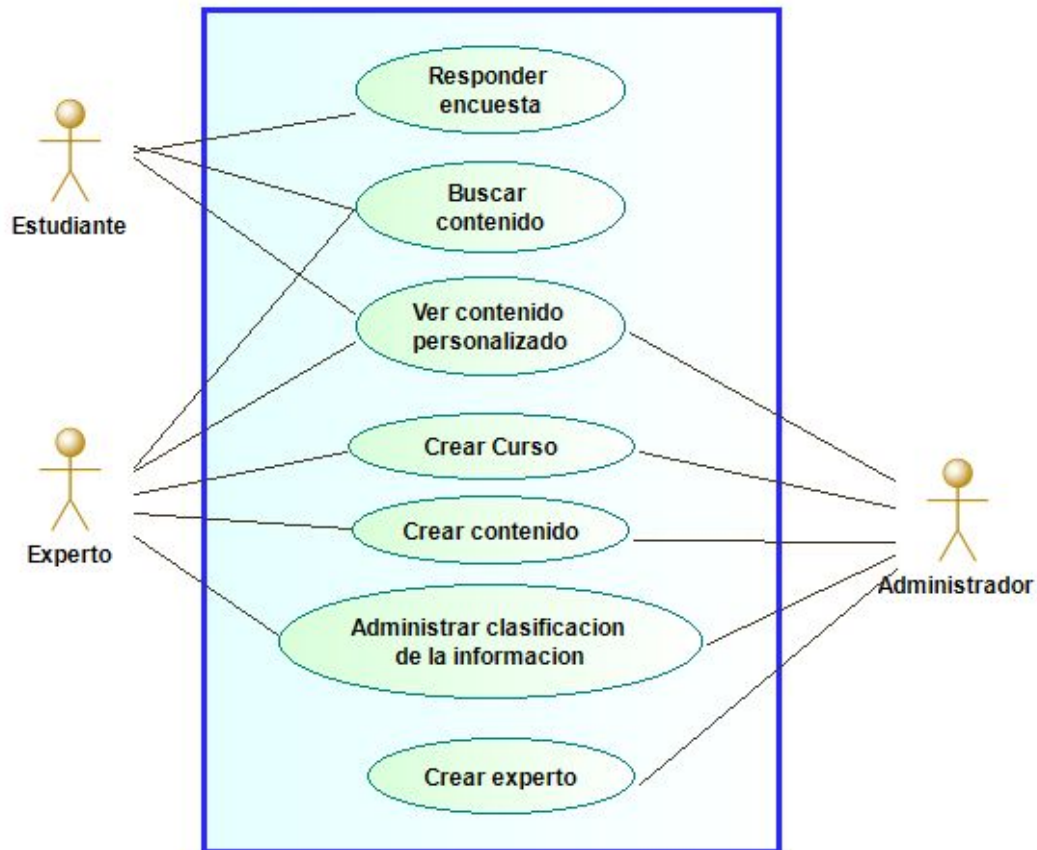 Responder
encuesta
Estudiante
Buscar
contenido
Ver contenido
personalizado
Crear Curso
Experto
Crear contenido
Administrador
Administrar clasificacion
de la informacion
Crear experto